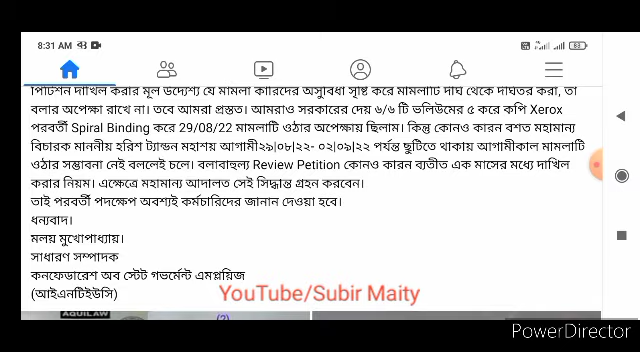 8:31 AM
83
পিটিশন দাখিল করার মূল উদ্যেশ্য যে মামলা কারিদের অসুবিধা সৃষ্টি করে মামলাটি দীর্ঘ থেকে দীর্ঘতর করা, তা
বলার অপেক্ষা রাখে না। তবে আমরা প্রস্তুত। আমরাও সরকারের দেয় ৬/৬ টি ভলিউমের ৫ করে কপি Xerox
পরবর্তী Spiral Binding করে 29/08/22 মামলাটি ওঠার অপেক্ষায় ছিলাম। কিন্তু কোনও কারন বশত মহামান্য
বিচারক মাননীয় হরিশ ট্যান্ডন মহাশয় আগামী২৯|০৮|২২- ০২|০৯|২২ পর্যন্ত ছুটিতে থাকায় আগামীকাল মামলাটি
ওঠার সম্ভাবনা নেই বললেই চলে। বলাবাহুল্য Review Petition কোনও কারন ব্যতীত এক মাসের মধ্যে দাখিল
করার নিয়ম। এক্ষেত্রে মহামান্য আদালত সেই সিদ্ধান্ত গ্রহন করবেন।
তাই পরবর্তী পদক্ষেপ অবশ্যই কর্মচারিদের জানান দেওয়া হবে।
ধন্যবাদ।
মলয় মুখোপাধ্যায়।
সাধারণ সম্পাদক
কনফেডারেশ অব স্টেট গভর্মেন্ট এমপ্লয়িজ
(আইএনটিইউসি)
YouTube/Subir Maity
AQUILAW
(2)
PowerDirector